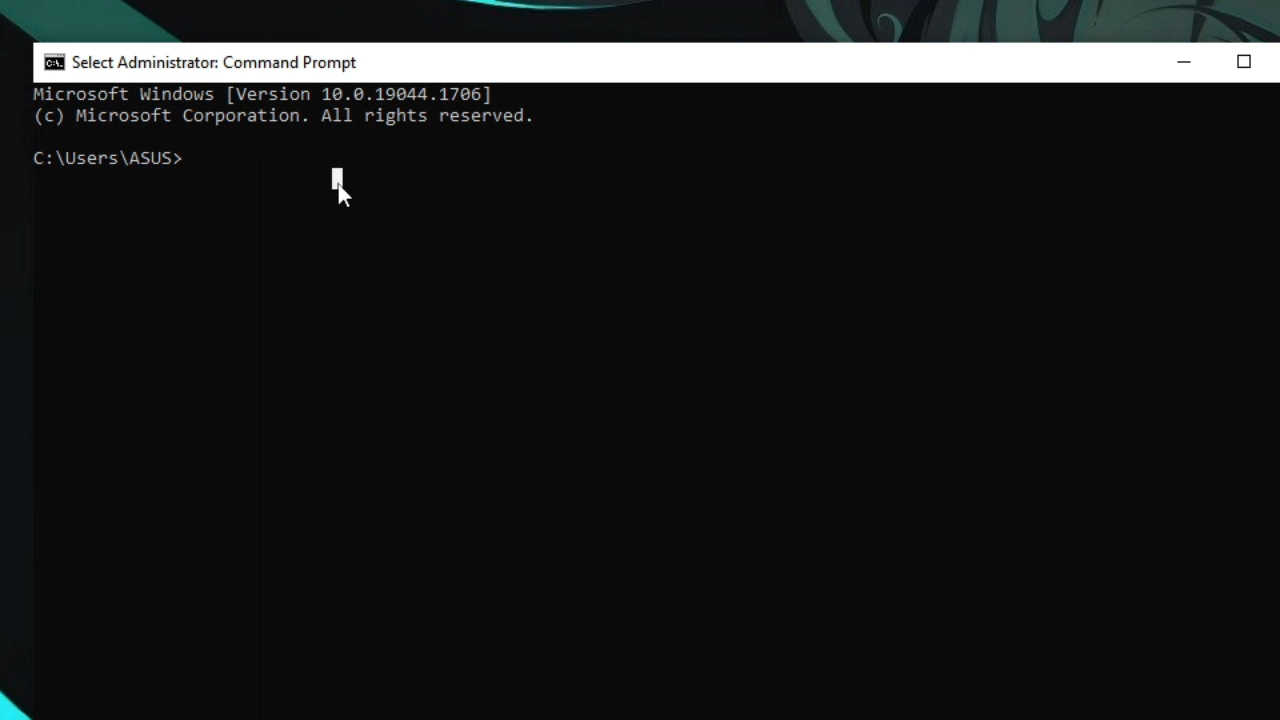 Select Administrator: Command Prompt
Microsoft Windows [Version 10.0.19044.1706]
(c) Microsoft Corporation. All rights reserved.
C:\Users\ASUS>